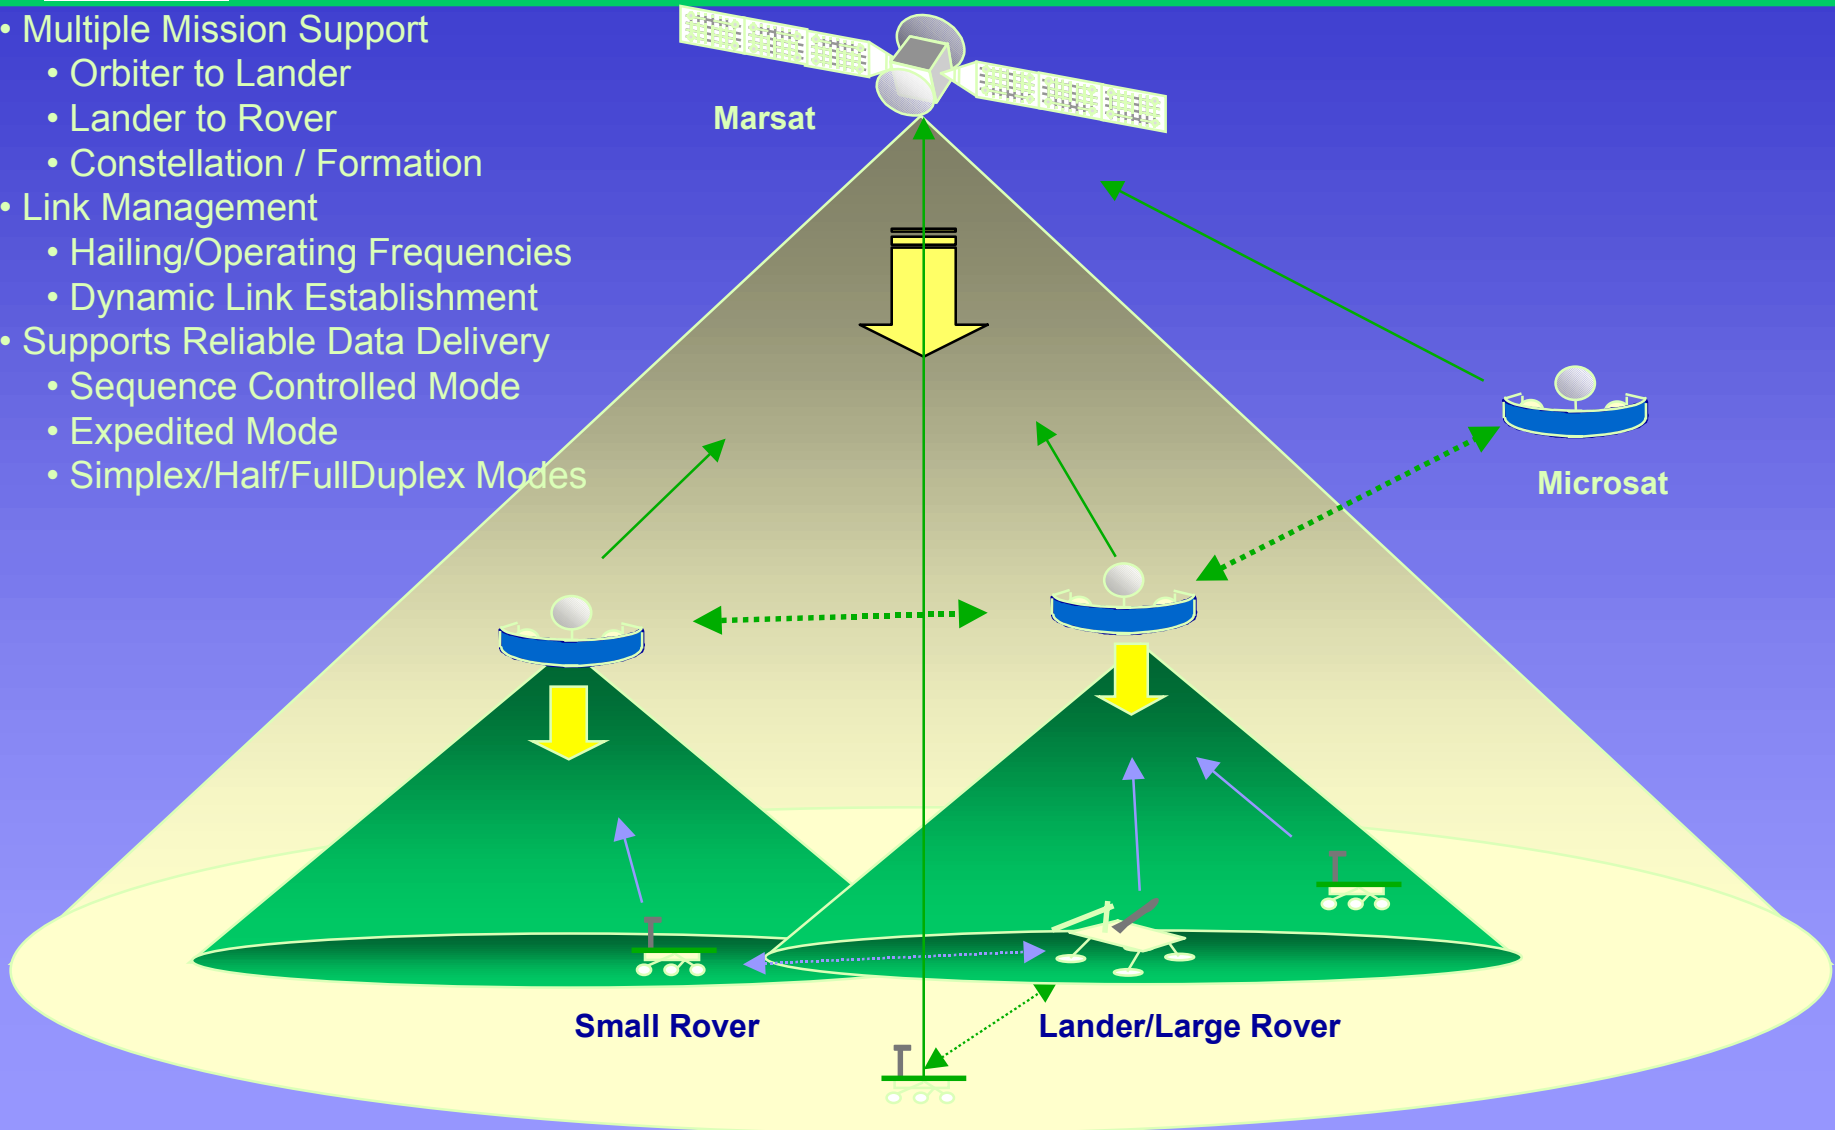 • Multiple Mission Support
• Orbiter to Lander
• Lander to Rover
• Constellation / Formation
• Link Management
• Hailing/Operating Frequencies
• Dynamic Link Establishment
• Supports Reliable Data Delivery
• Sequence Controlled Mode
• Expedited Mode
• Simplex/Half/FullDuplex Modes
Marsat
Microsat
Small Rover
Lander/Large Rover